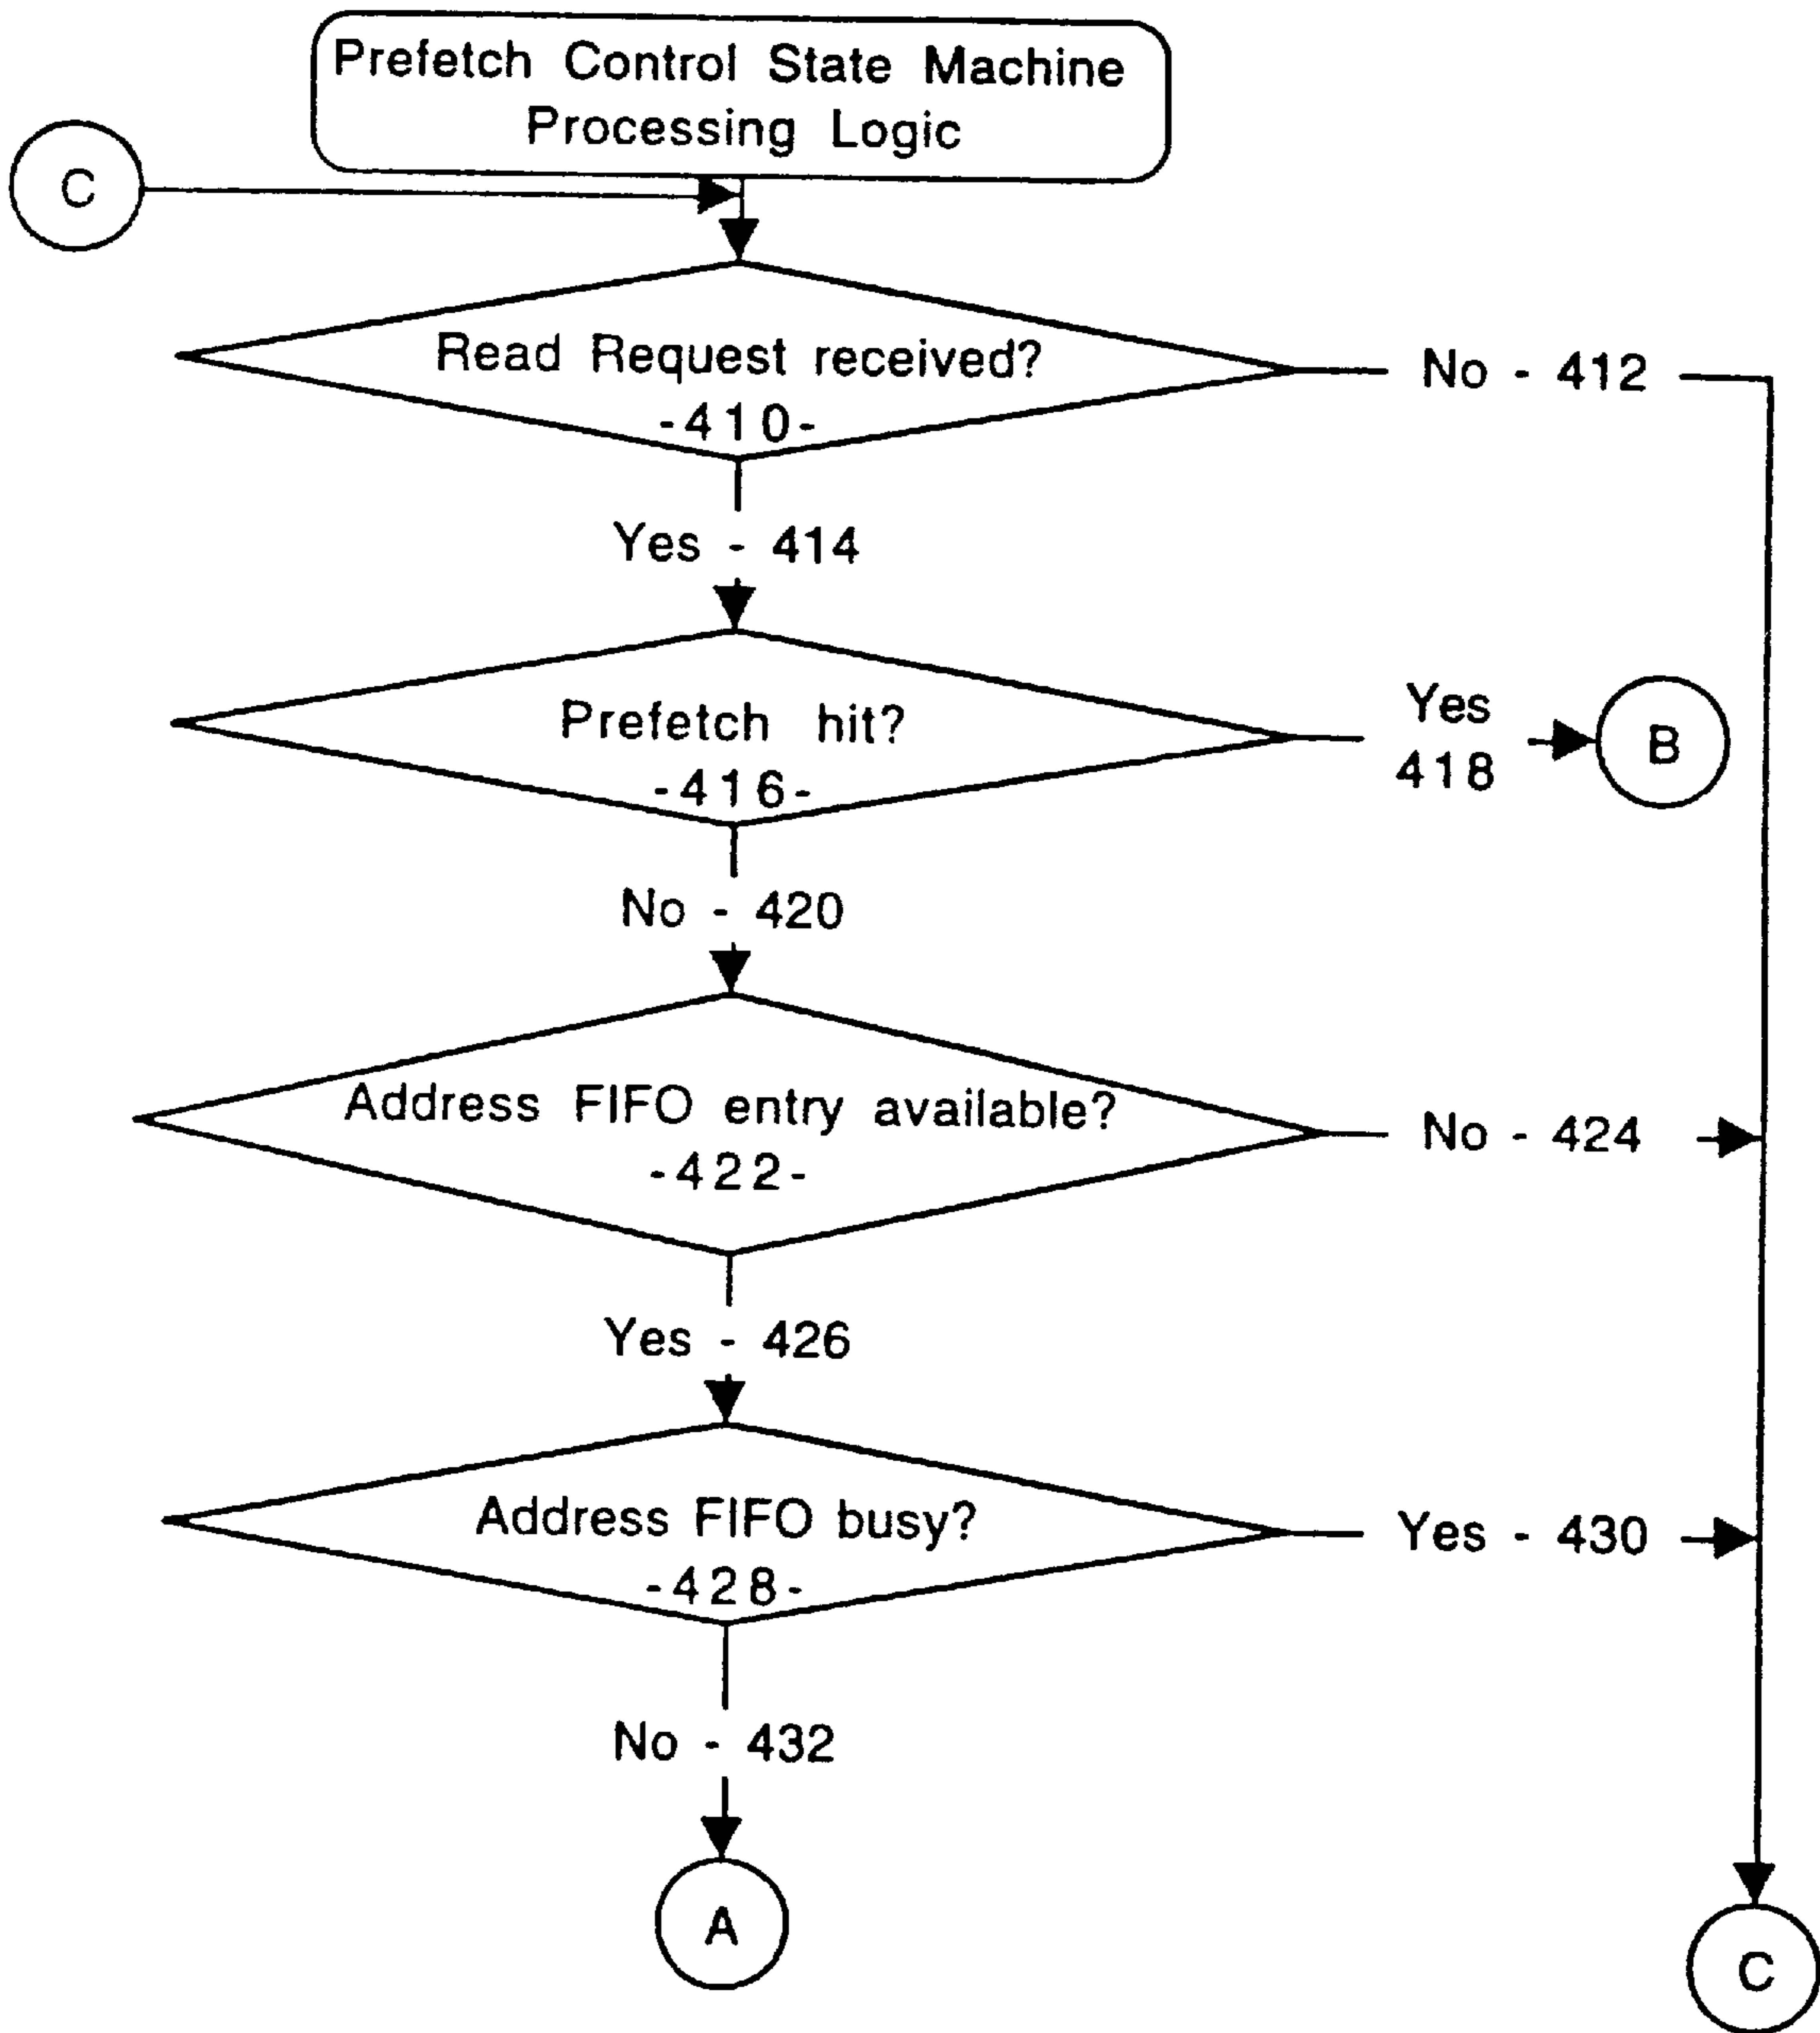 Prefetch Control State Machine
Processing Logic
C
Read Request received?
-410-
No - 412
Yes - 414
Prefetch hit?
-416-
Yes
418
B
No - 420
Address FIFO entry available?
-422-
No - 424
Yes - 426
Address FIFO busy?
-428-
Yes - 430
No - 432
A
C